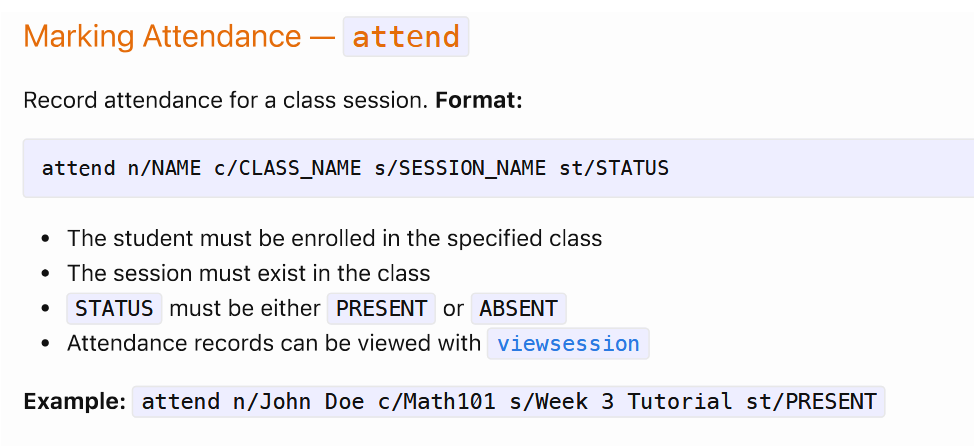 Marking Attendance — attend
Record attendance for a class session. Format:
attend n/NAME c/CLASS_NAME s/SESSION_NAME st/STATUS
• The student must be enrolled in the specified class
• The session must exist in the class
• STATUS must be either PRESENT or ABSENT
• Attendance records can be viewed with viewsession
Example: attend n/John Doe c/Math101 s/Week 3 Tutorial st/PRESENT